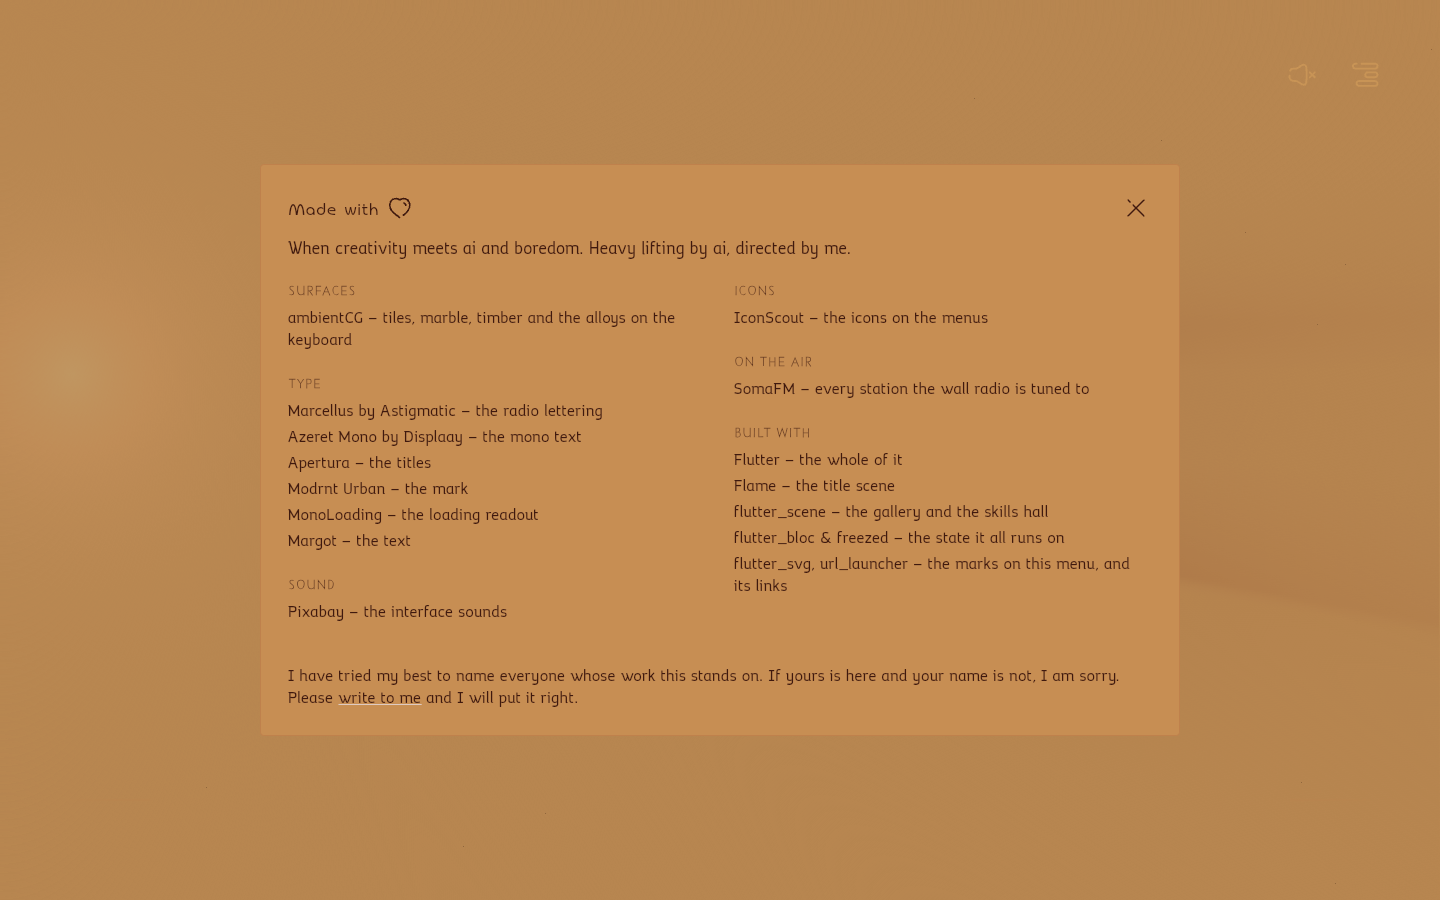 Made with
When creativity meets ai and boredom. Heavy lifting by ai, directed by me.
SURFACES
ambientCG – tiles, marble, timber and the alloys on the
keyboard
TYPE
Marcellus by Astigmatic – the radio lettering
Azeret Mono by Displaay – the mono text
Apertura – the titles
Modrnt Urban – the mark
MonoLoading – the loading readout
Margot – the text
SOUND
Pixabay – the interface sounds
ICONS
IconScout – the icons on the menus
ON THE AIR
SomaFM – every station the wall radio is tuned to
BUILT WITH
Flutter – the whole of it
Flame – the title scene
flutter_scene – the gallery and the skills hall
flutter_bloc & freezed – the state it all runs on
flutter_svg, url_launcher – the marks on this menu, and
its links
I have tried my best to name everyone whose work this stands on. If yours is here and your name is not, I am sorry.
Please write to me and I will put it right.